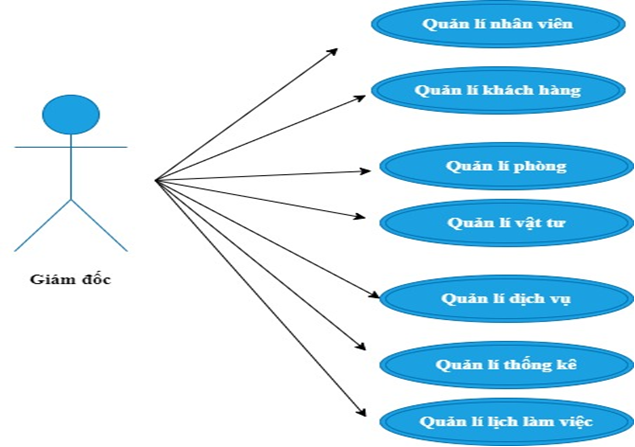 Quản lí nhân viên
Quản lí khách hàng
Quản lí phòng
Quản lí vật tư
Giám đốc
Quản lí dịch vụ
Quản lí thống kê
Quản lí lịch làm việc